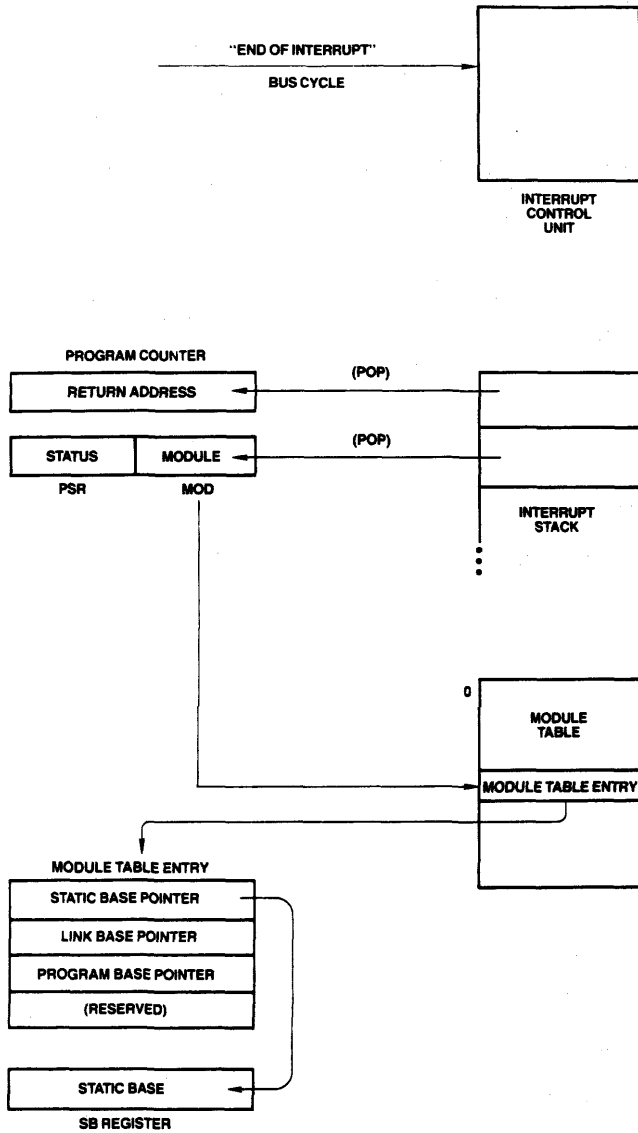 "END OF INTERRUPT"
BUS CYCLE
INTERRUPT
CONTROL
UNIT
PROGRAM COUNTER
RETURN ADDRESS
(POP)
STATUS
MODULE
(POP)
PSR
MOD
INTERRUPT
STACK
0
MODULE
TABLE
MODULE TABLE ENTRY
MODULE TABLE ENTRY
STATIC BASE POINTER
LINK BASE POINTER
PROGRAM BASE POINTER
(RESERVED)
STATIC BASE
SB REGISTER